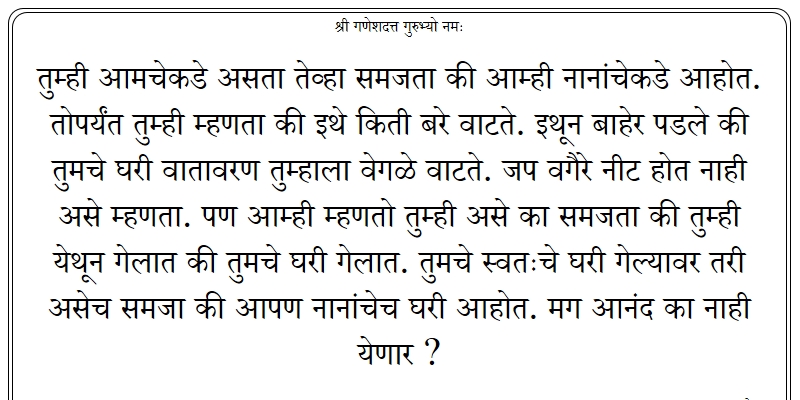 श्री गणेशदत्त गुरुभ्यो नमः
तुम्ही आमचेकडे असता तेव्हा समजता की आम्ही नानांचेकडे आहोत.
तोपर्यंत तुम्ही म्हणता की इथे किती बरे वाटते. इथून बाहेर पडले की
तुमचे घरी वातावरण तुम्हाला वेगळे वाटते. जप वगैरे नीट होत नाही
असे म्हणता. पण आम्ही म्हणतो तुम्ही असे का समजता की तुम्ही
येथून गेलात की तुमचे घरी गेलात. तुमचे स्वतःचे घरी गेल्यावर तरी
असेच समजा की आपण नानांचेच घरी आहोत. मग आनंद का नाही
येणार ?